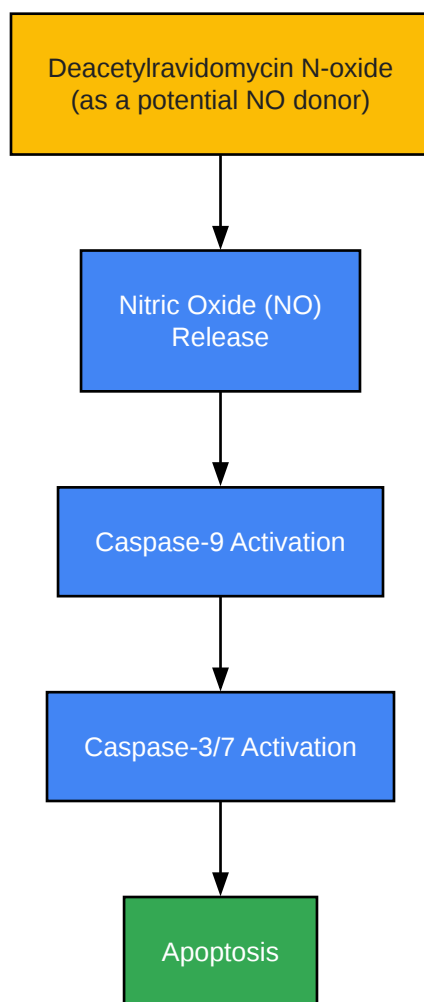 Deacetylravidomycin N-oxide
(as a potential NO donor)
Nitric Oxide (NO)
Release
Caspase-9 Activation
Caspase-3/7 Activation
Apoptosis